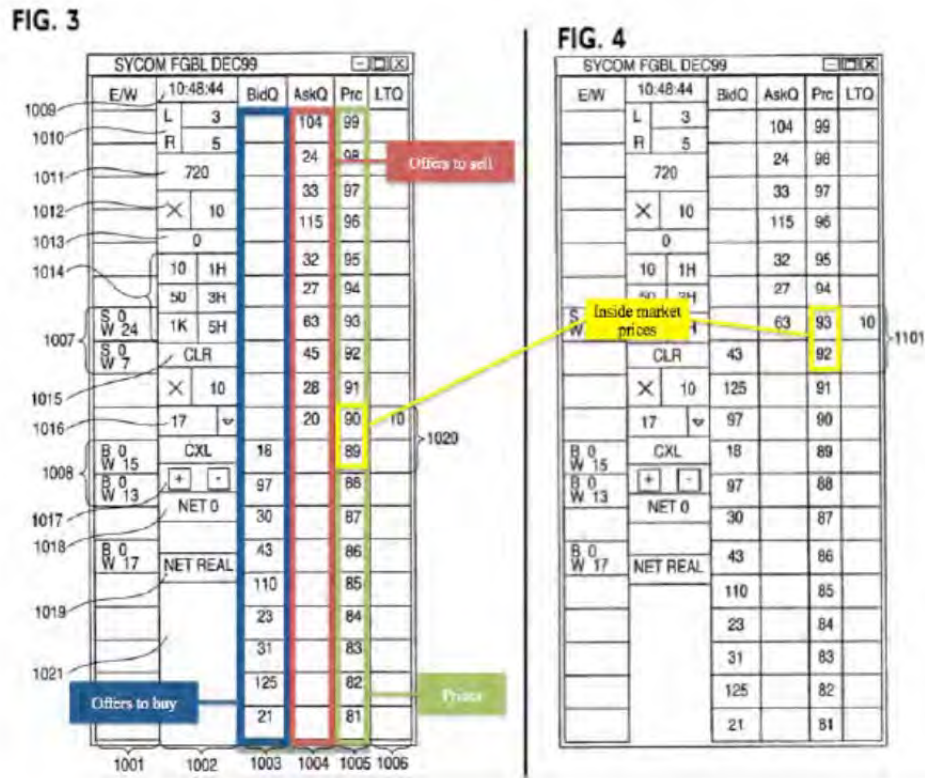 FIG. 3
SYCOM FGBL DEC99
E/W 10:48:44 BidQ AskQ Prc LTQ
1009
L 3 104 99
1010
R 5
24 98
Offers to sell
1011 720
33 97
1012 10
115 96
1013 0
1014
32 95
10 1H
27 94
50 3H
1007
S 0
W 24
1K 5H 63 93
S 0
W 7
CLR 45 92
1015
10 28 91
1016 17 20 90 10
1020
1008
B 0
W 15
CXL 18 89
B 0
W 13
+ - 97 88
1017
NET 0 30 87
1018
B 0
W 17
NET REAL 43 86
1019
110 85
23 84
1021
31 83
125 82
Offers to buy
Prices
21 81
1001 1002 1003 1004 1005 1006
Inside market
prices
FIG. 4
SYCOM FGBL DEC99
E/W 10:48:44 BidQ AskQ Prc LTQ
L 3 104 99
R 5
24 98
720
33 97
10
115 96
0
32 95
10 1H
27 94
63 93 10
1101
CLR 43 92
10 125 91
17 97 90
B 0
W 15
CXL 18 89
B 0
W 13
+ - 97 88
NET 0 30 87
B 0
W 17
NET REAL 43 86
110 85
23 84
31 83
125 82
21 81